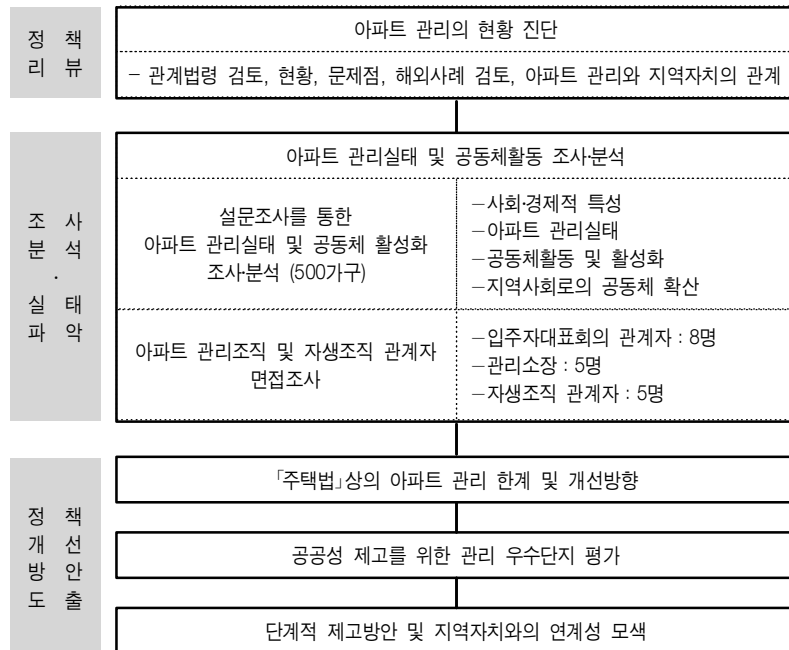 정 책
리 뷰
아파트 관리의 현황 진단
- 관계법령 검토, 현황, 문제점, 해외사례 검토, 아파트 관리와 지역자치의 관계
조 사
분 석
·
실 태
파 악
아파트 관리실태 및 공동체활동 조사·분석
설문조사를 통한
아파트 관리실태 및 공동체 활성화
조사·분석 (500가구)
-사회·경제적 특성
-아파트 관리실태
-공동체활동 및 활성화
-지역사회로의 공동체 확산
아파트 관리조직 및 자생조직 관계자
면접조사
-입주자대표회의 관계자 : 8명
-관리소장 : 5명
-자생조직 관계자 : 5명
정 책
개 선
방 안
도 출
「주택법」상의 아파트 관리 한계 및 개선방향
공공성 제고를 위한 관리 우수단지 평가
단계적 제고방안 및 지역자치와의 연계성 모색